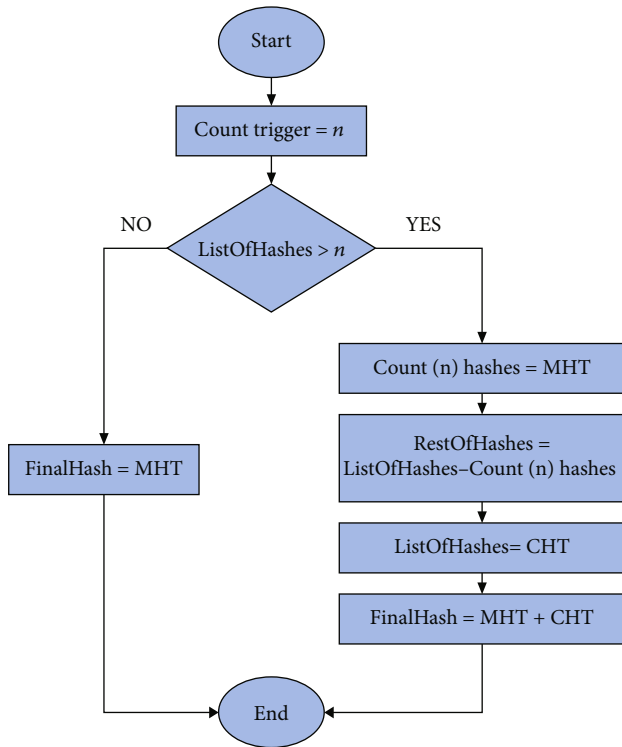 Start
Count trigger = n
NO
YES
ListOfHashes > n
Count (n) hashes = MHT
RestOfHashes =
ListOfHashes–Count (n) hashes
FinalHash = MHT
ListOfHashes= CHT
FinalHash = MHT + CHT
End